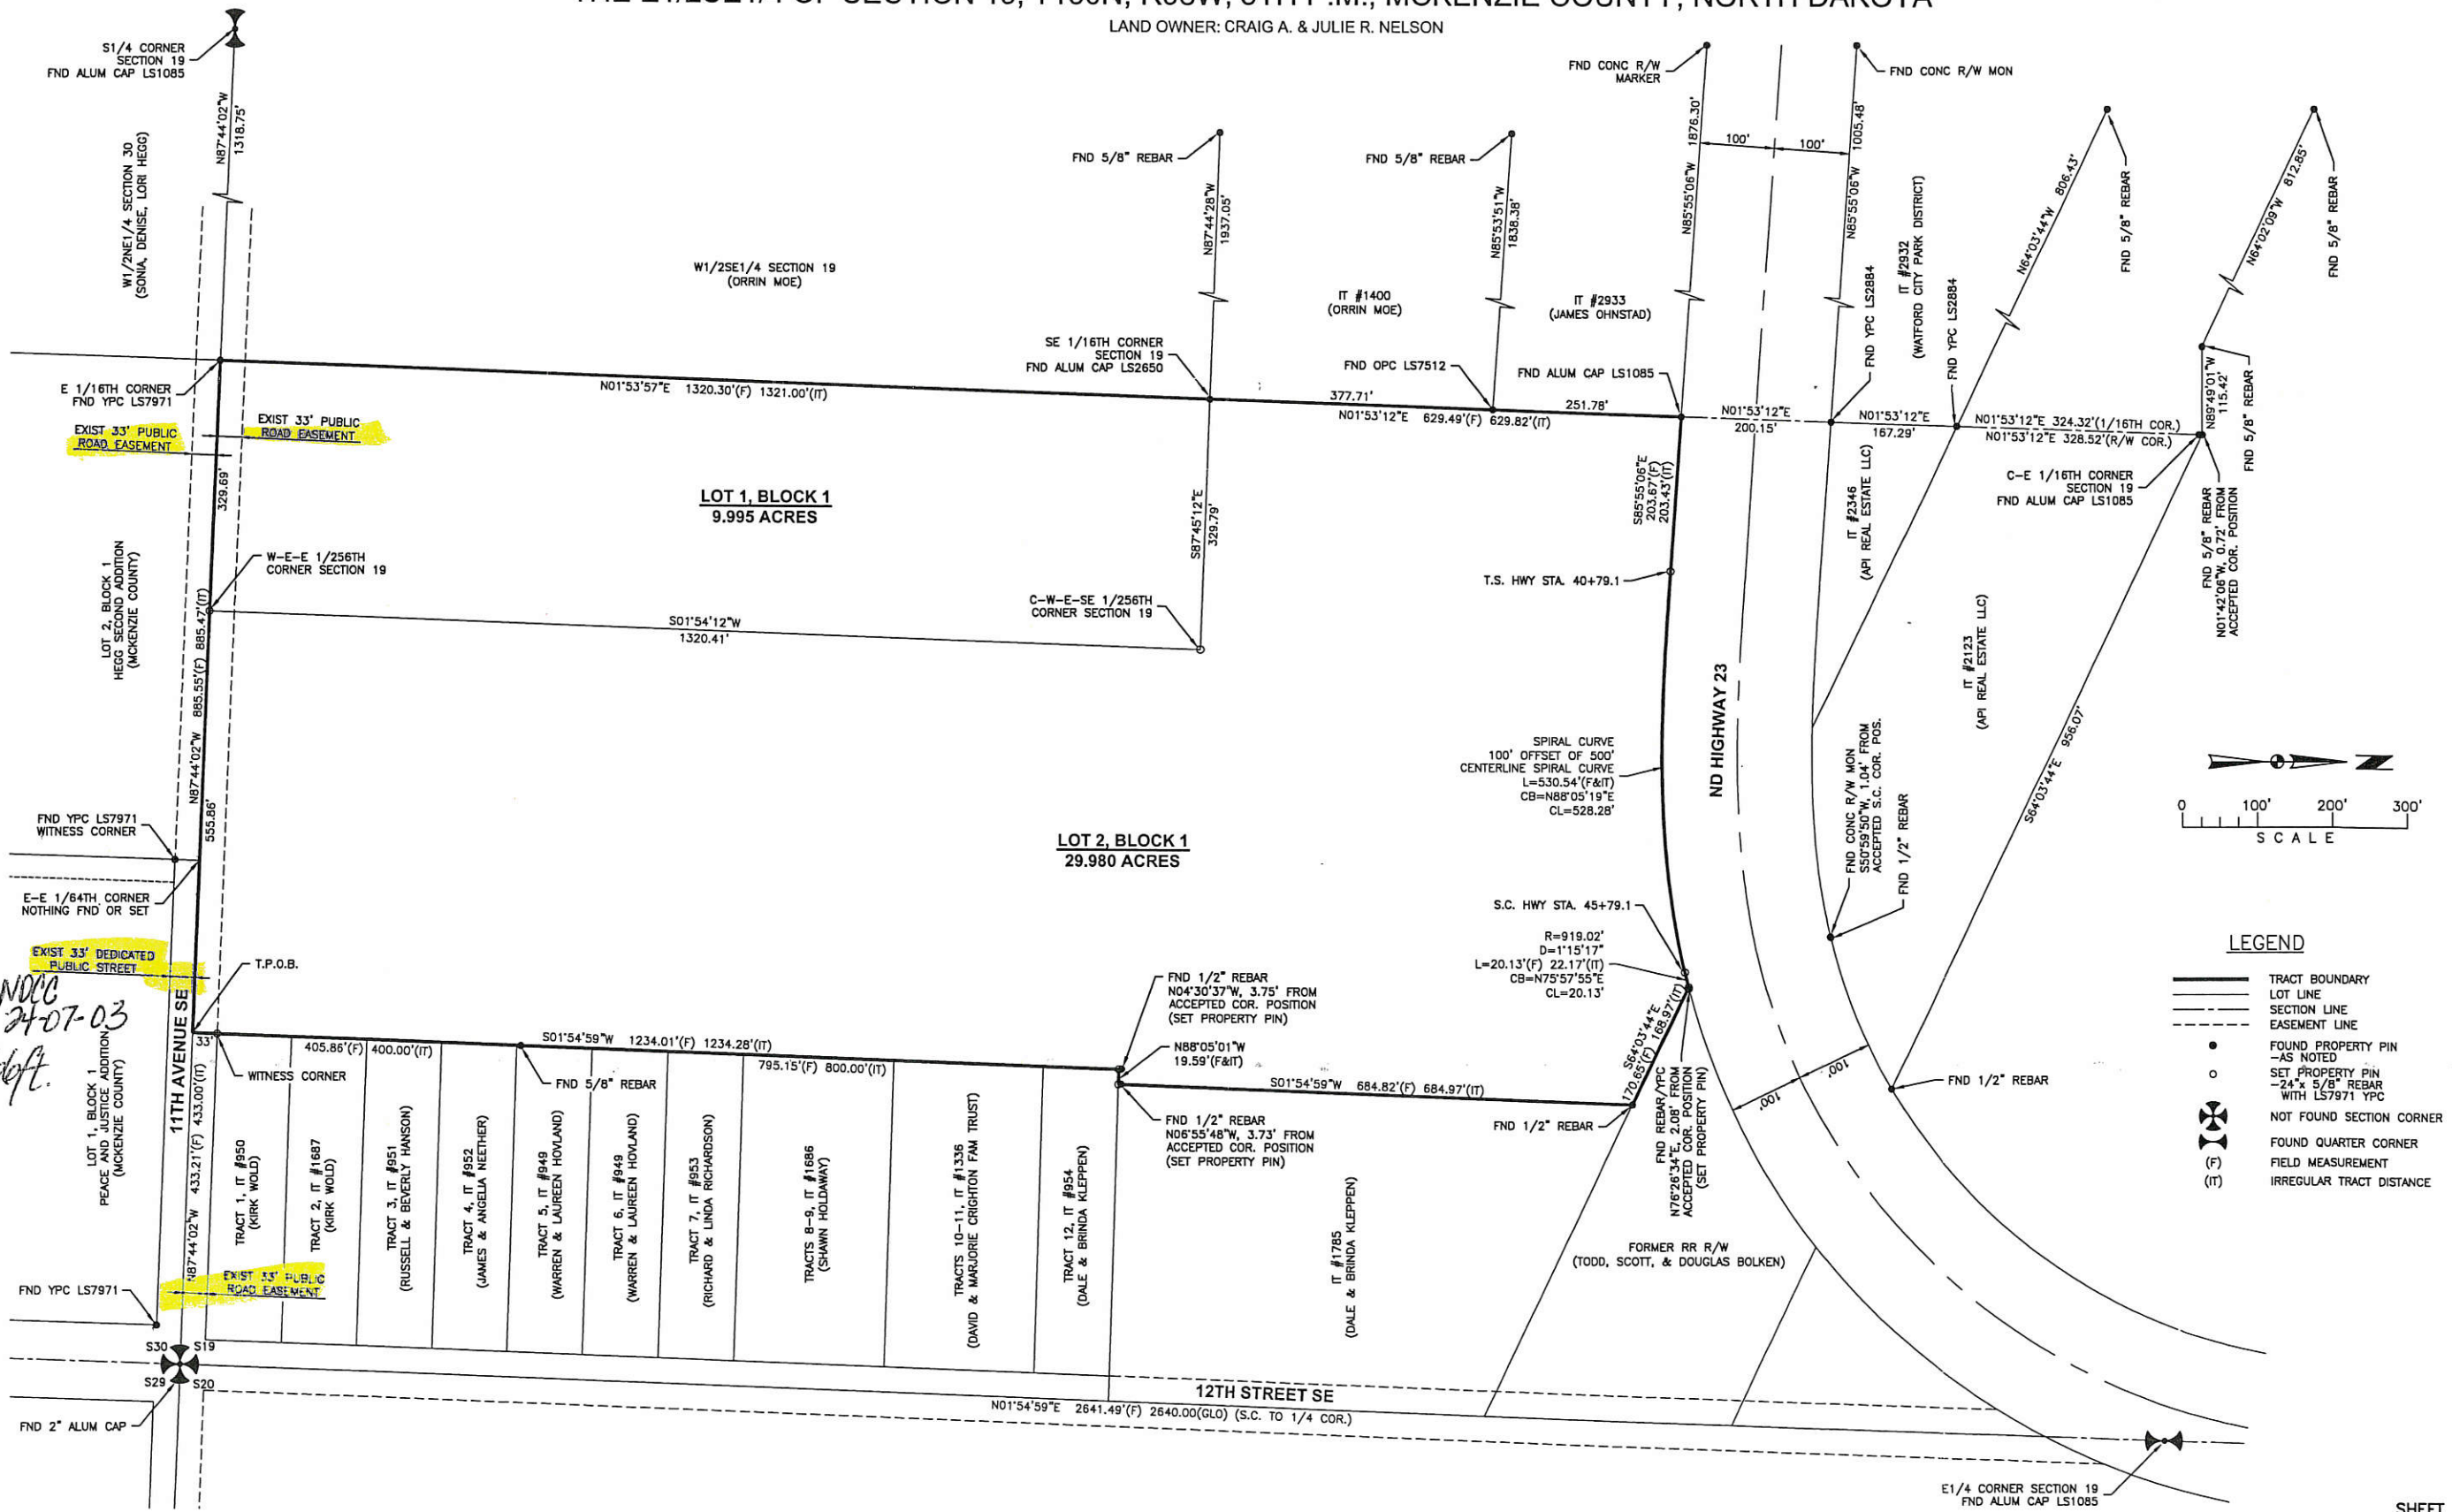 LAND OWNER: CRAIG A. & JULIE R. NELSON
S1/4 CORNER
SECTION 19
FND ALUM CAP LS1085
N87°44'02"W
1318.75'
W1/2NE1/4 SECTION 30
(SONIA, DENISE, LORI HEGG)
W1/2SE1/4 SECTION 19
(ORRIN MOE)
FND 5/8" REBAR
N87°44'28"W
1937.05'
FND 5/8" REBAR
N85°53'51"W
1838.38'
IT #1400
(ORRIN MOE)
IT #2933
(JAMES OHNSTAD)
FND CONC R/W
MARKER
N85°55'06"W 1876.30'
100'
100'
FND CONC R/W MON
N85°55'06"W 1005.48'
FND YPC LS2884
IT #2932
(WATFORD CITY PARK DISTRICT)
FND YPC LS2884
N64°03'44"W 806.43'
FND 5/8" REBAR
N64°02'09"W 812.85'
FND 5/8" REBAR
N89°49'01"W
115.42'
FND 5/8" REBAR
E 1/16TH CORNER
FND YPC LS7971
EXIST 33' PUBLIC
ROAD EASEMENT
EXIST 33' PUBLIC
ROAD EASEMENT
329.69'
N01°53'57"E 1320.30'(F) 1321.00'(IT)
SE 1/16TH CORNER
SECTION 19
FND ALUM CAP LS2650
377.71'
FND OPC LS7512
N01°53'12"E 629.49'(F) 629.82'(IT)
251.78'
FND ALUM CAP LS1085
N01°53'12"E
200.15'
N01°53'12"E
167.29'
N01°53'12"E 324.32'(1/16TH COR.)
N01°53'12"E 328.52'(R/W COR.)
C-E 1/16TH CORNER
SECTION 19
FND ALUM CAP LS1085
FND 5/8" REBAR
N01°42'06"W, 0.72' FROM
ACCEPTED COR. POSITION
LOT 1, BLOCK 1
9.995 ACRES
S87°45'12"E
329.79'
S85°55'06"E
203.67'(F)
203.43'(IT)
T.S. HWY STA. 40+79.1
IT #2346
(API REAL ESTATE LLC)
IT #2123
(API REAL ESTATE LLC)
LOT 2, BLOCK 1
HEGG SECOND ADDITION
(MCKENZIE COUNTY)
W-E-E 1/256TH
CORNER SECTION 19
C-W-E-SE 1/256TH
CORNER SECTION 19
S01°54'12"W
1320.41'
N87°44'02"W 885.55'(F) 885.47'(IT)
555.86'
ND HIGHWAY 23
SPIRAL CURVE
100' OFFSET OF 500'
CENTERLINE SPIRAL CURVE
L=530.54'(F&IT)
CB=N88°05'19"E
CL=528.28'
FND CONC R/W MON
S50°59'50"W, 1.04' FROM
ACCEPTED S.C. COR. POS.
FND 1/2" REBAR
S64°03'44"E 956.07'
0 100' 200' 300'
SCALE
FND YPC LS7971
WITNESS CORNER
LOT 2, BLOCK 1
29.980 ACRES
E-E 1/64TH CORNER
NOTHING FND OR SET
S.C. HWY STA. 45+79.1
R=919.02'
D=1°15'17"
L=20.13'(F) 22.17'(IT)
CB=N75°57'55"E
CL=20.13'
EXIST 33' DEDICATED
PUBLIC STREET
T.P.O.B.
NDCC
24-07-03
11TH AVENUE SE
LOT 1, BLOCK 1
PEACE AND JUSTICE ADDITION
(MCKENZIE COUNTY)
33'
WITNESS CORNER
405.86'(F) 400.00'(IT)
S01°54'59"W 1234.01'(F) 1234.28'(IT)
FND 5/8" REBAR
795.15'(F) 800.00'(IT)
FND 1/2" REBAR
N04°30'37"W, 3.75' FROM
ACCEPTED COR. POSITION
(SET PROPERTY PIN)
N88°05'01"W
19.59'(F&IT)
S01°54'59"W 684.82'(F) 684.97'(IT)
FND 1/2" REBAR
N06°55'48"W, 3.73' FROM
ACCEPTED COR. POSITION
(SET PROPERTY PIN)
FND 1/2" REBAR
S64°03'44"E
170.65'(F) 168.97'(IT)
FND REBAR/YPC
N76°26'34"E, 2.08' FROM
ACCEPTED COR. POSITION
(SET PROPERTY PIN)
100'
100'
FND 1/2" REBAR
N87°44'02"W 433.21'(F) 433.00'(IT)
TRACT 1, IT #950
(KIRK WOLD)
TRACT 2, IT #1687
(KIRK WOLD)
TRACT 3, IT #951
(RUSSELL & BEVERLY HANSON)
TRACT 4, IT #952
(JAMES & ANGELIA NEETHER)
TRACT 5, IT #949
(WARREN & LAUREEN HOVLAND)
TRACT 6, IT #949
(WARREN & LAUREEN HOVLAND)
TRACT 7, IT #953
(RICHARD & LINDA RICHARDSON)
TRACTS 8-9, IT #1686
(SHAWN HOLDAWAY)
TRACTS 10-11, IT #1336
(DAVID & MARJORIE CRIGHTON FAM TRUST)
TRACT 12, IT #954
(DALE & BRINDA KLEPPEN)
IT #1785
(DALE & BRINDA KLEPPEN)
FORMER RR R/W
(TODD, SCOTT, & DOUGLAS BOLKEN)
EXIST 33' PUBLIC
ROAD EASEMENT
FND YPC LS7971
S30 S19
S29 S20
FND 2" ALUM CAP
12TH STREET SE
N01°54'59"E 2641.49'(F) 2640.00(GLO) (S.C. TO 1/4 COR.)
E1/4 CORNER SECTION 19
FND ALUM CAP LS1085
LEGEND
TRACT BOUNDARY
LOT LINE
SECTION LINE
EASEMENT LINE
FOUND PROPERTY PIN
-AS NOTED
SET PROPERTY PIN
-24"x 5/8" REBAR
WITH LS7971 YPC
NOT FOUND SECTION CORNER
FOUND QUARTER CORNER
(F) FIELD MEASUREMENT
(IT) IRREGULAR TRACT DISTANCE
SHEET